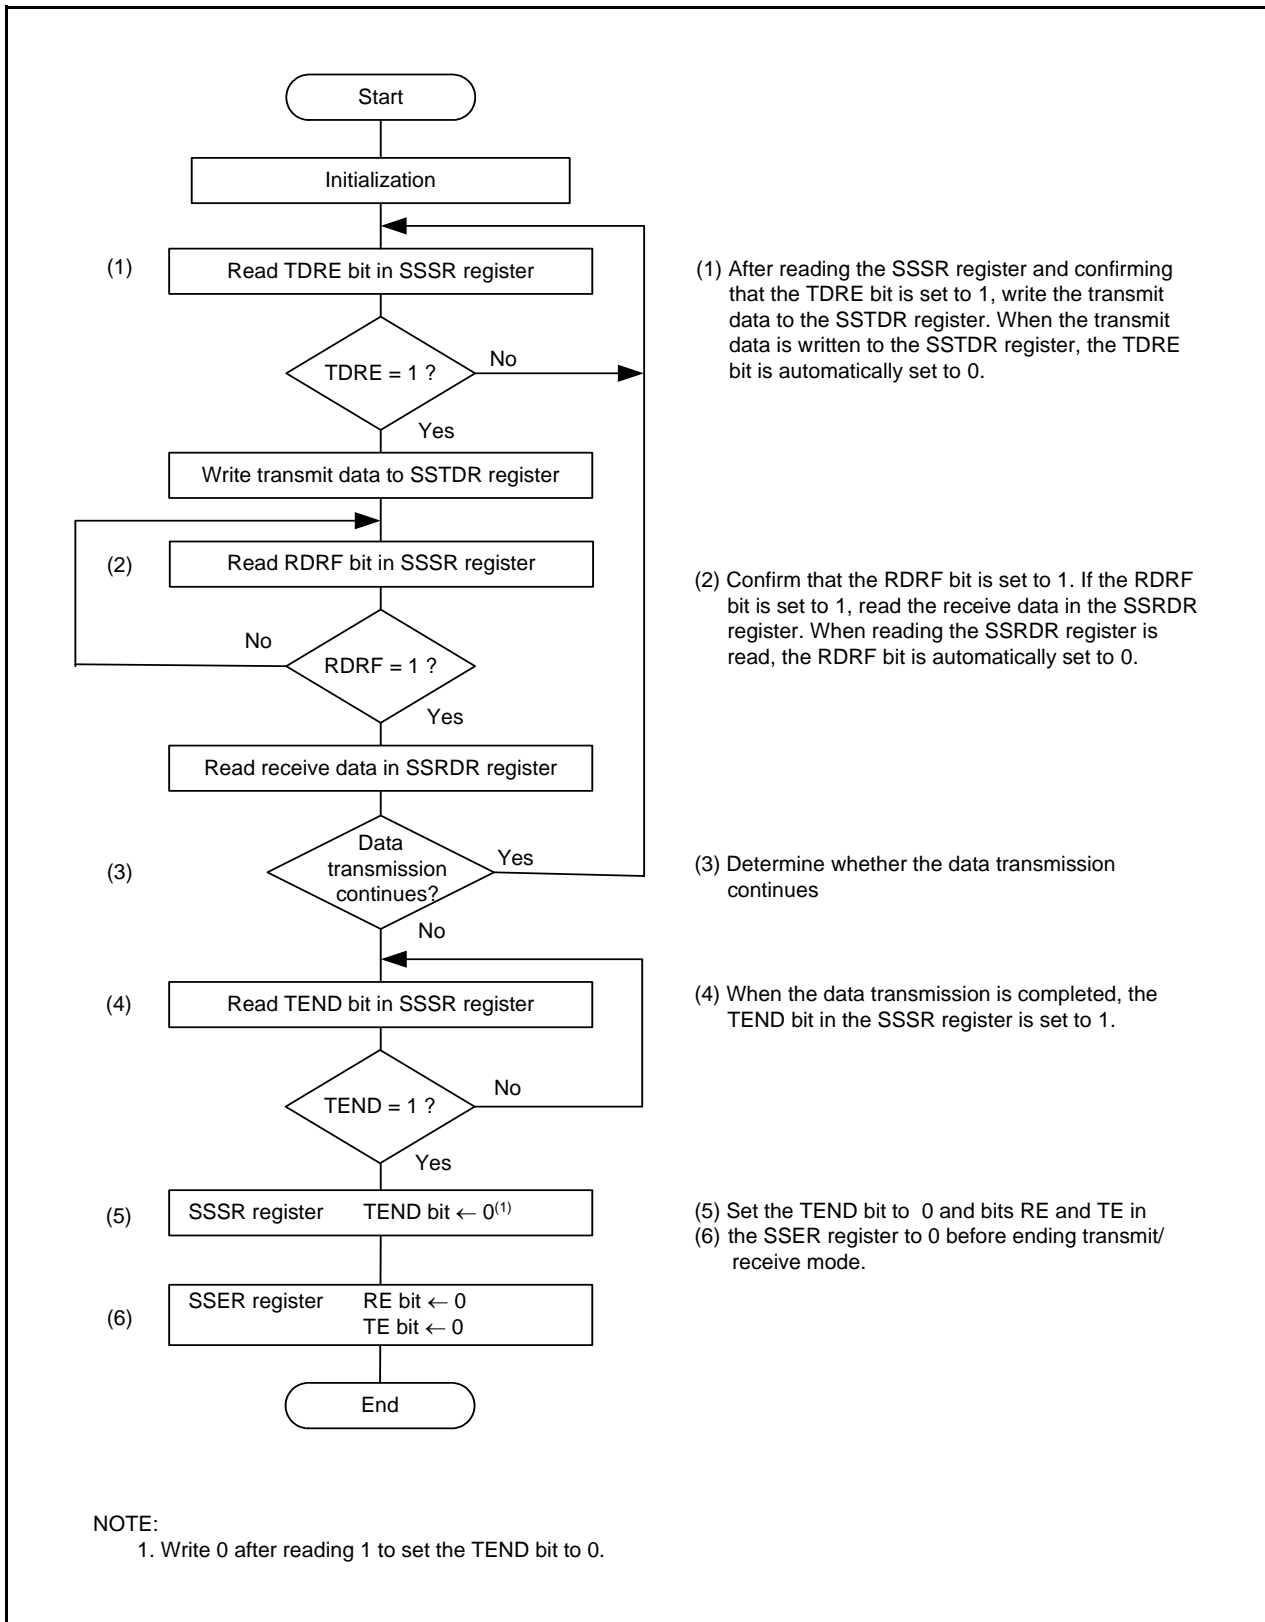 Start
Initialization
(1)
Read TDRE bit in SSSR register
TDRE = 1 ?
No
Yes
Write transmit data to SSTDR register
(2)
Read RDRF bit in SSSR register
No
RDRF = 1 ?
Yes
Read receive data in SSRDR register
(3)
Data
transmission
continues?
Yes
No
(4)
Read TEND bit in SSSR register
TEND = 1 ?
No
Yes
(5)
SSSR register TEND bit ← 0(1)
(6)
SSER register RE bit ← 0
TE bit ← 0
End
(1) After reading the SSSR register and confirming
that the TDRE bit is set to 1, write the transmit
data to the SSTDR register. When the transmit
data is written to the SSTDR register, the TDRE
bit is automatically set to 0.
(2) Confirm that the RDRF bit is set to 1. If the RDRF
bit is set to 1, read the receive data in the SSRDR
register. When reading the SSRDR register is
read, the RDRF bit is automatically set to 0.
(3) Determine whether the data transmission
continues
(4) When the data transmission is completed, the
TEND bit in the SSSR register is set to 1.
(5) Set the TEND bit to 0 and bits RE and TE in
(6) the SSER register to 0 before ending transmit/
receive mode.
NOTE:
1. Write 0 after reading 1 to set the TEND bit to 0.